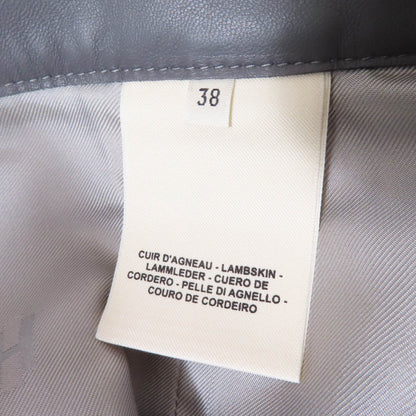 38
CUIR D'AGNEAU - LAMBSKIN -
LAMMLEDER - CUERO DE
CORDERO - PELLE DI AGNELLO -
COURO DE CORDEIRO
H